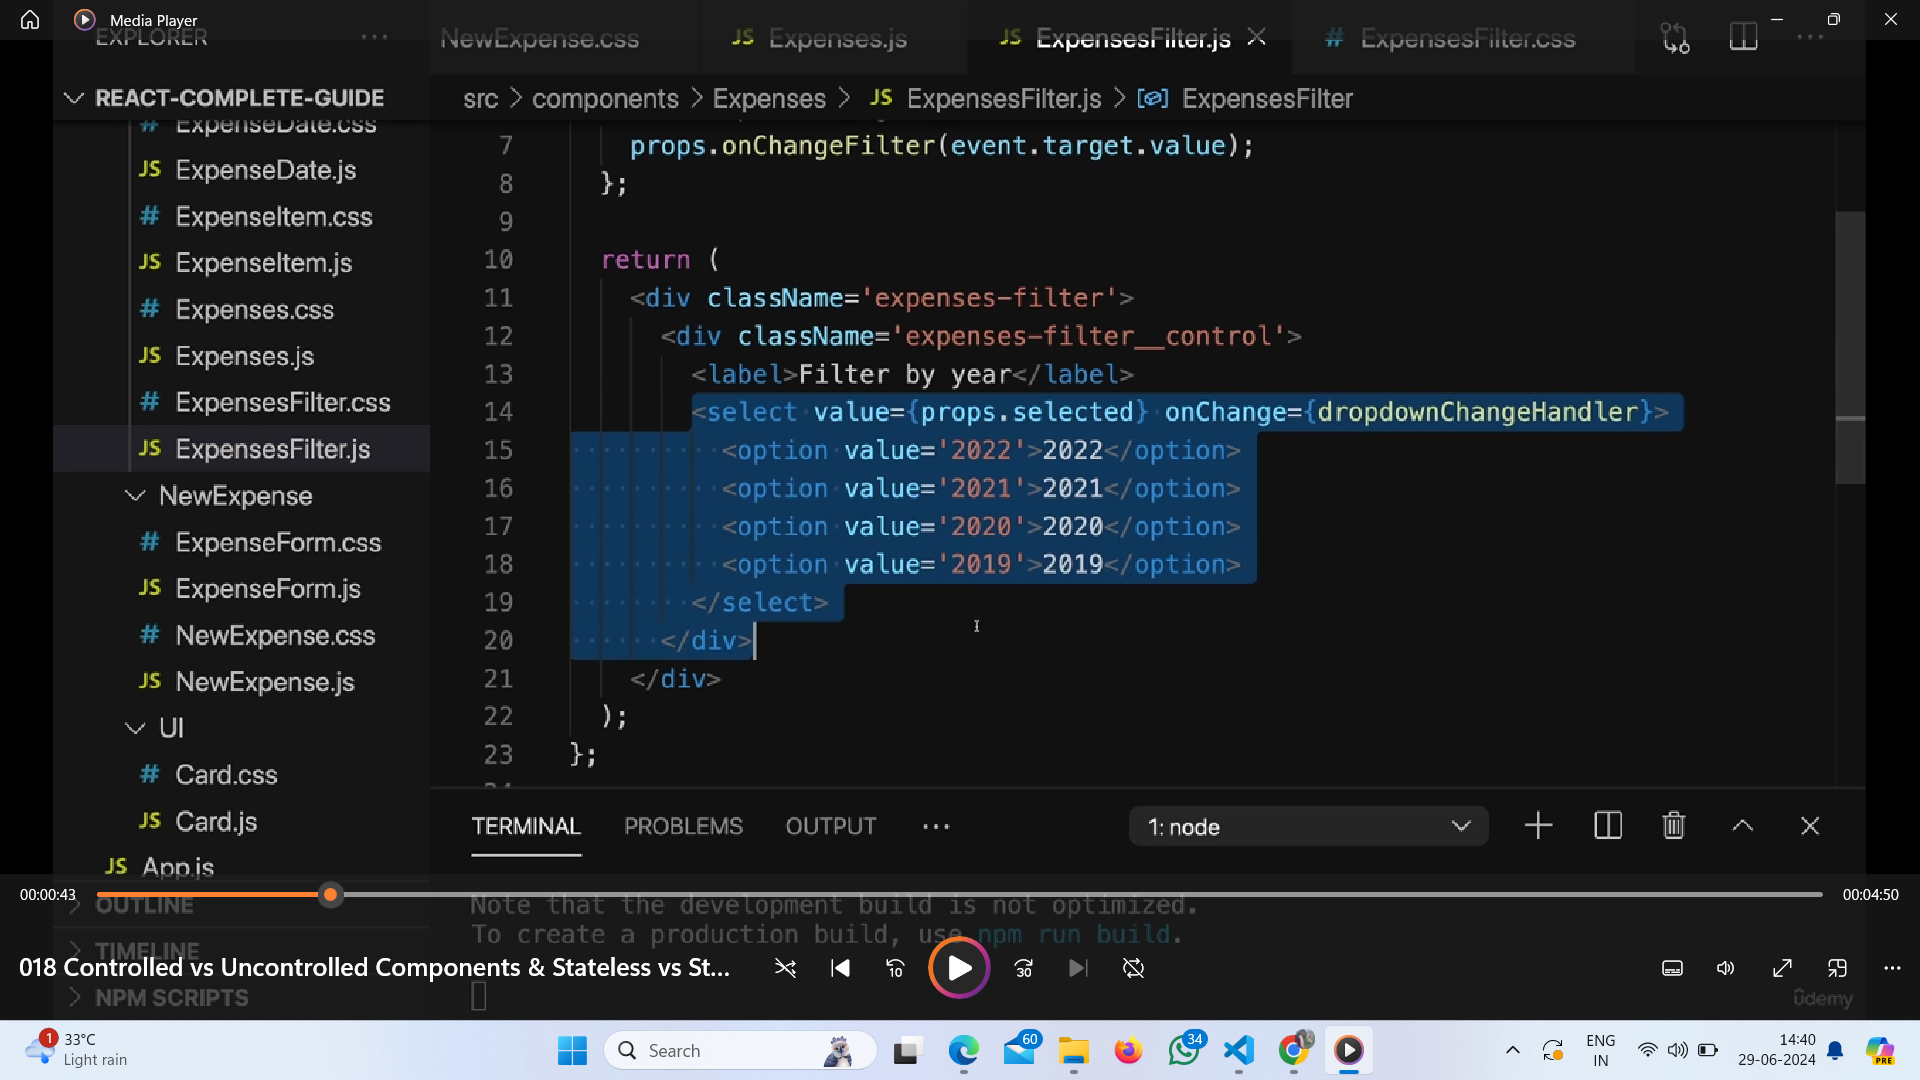 Media Player
EXPLORER
NewExpense.css
JS Expenses.js
JS ExpensesFilter.js
# ExpensesFilter.css
REACT-COMPLETE-GUIDE
src > components > Expenses > JS ExpensesFilter.js > ExpensesFilter
# ExpenseDate.css
JS ExpenseDate.js
# ExpenseItem.css
JS ExpenseItem.js
# Expenses.css
JS Expenses.js
# ExpensesFilter.css
JS ExpensesFilter.js
NewExpense
# ExpenseForm.css
JS ExpenseForm.js
# NewExpense.css
JS NewExpense.js
UI
# Card.css
JS Card.js
JS App.js
OUTLINE
TIMELINE
NPM SCRIPTS
7 props.onChangeFilter(event.target.value);
8 };
9
10 return (
11 <div className='expenses-filter'>
12 <div className='expenses-filter__control'>
13 <label>Filter by year</label>
14 <select value={props.selected} onChange={dropdownChangeHandler}>
15 <option value='2022'>2022</option>
16 <option value='2021'>2021</option>
17 <option value='2020'>2020</option>
18 <option value='2019'>2019</option>
19 </select>
20 </div>
21 </div>
22 );
23 };
TERMINAL PROBLEMS OUTPUT ···
1: node
00:00:43
00:04:50
Note that the development build is not optimized.
To create a production build, use npm run build.
018 Controlled vs Uncontrolled Components & Stateless vs St...
10
30
ûdemy
1
33°C
Light rain
Search
60
34
ENG
IN
14:40
29-06-2024
PRE